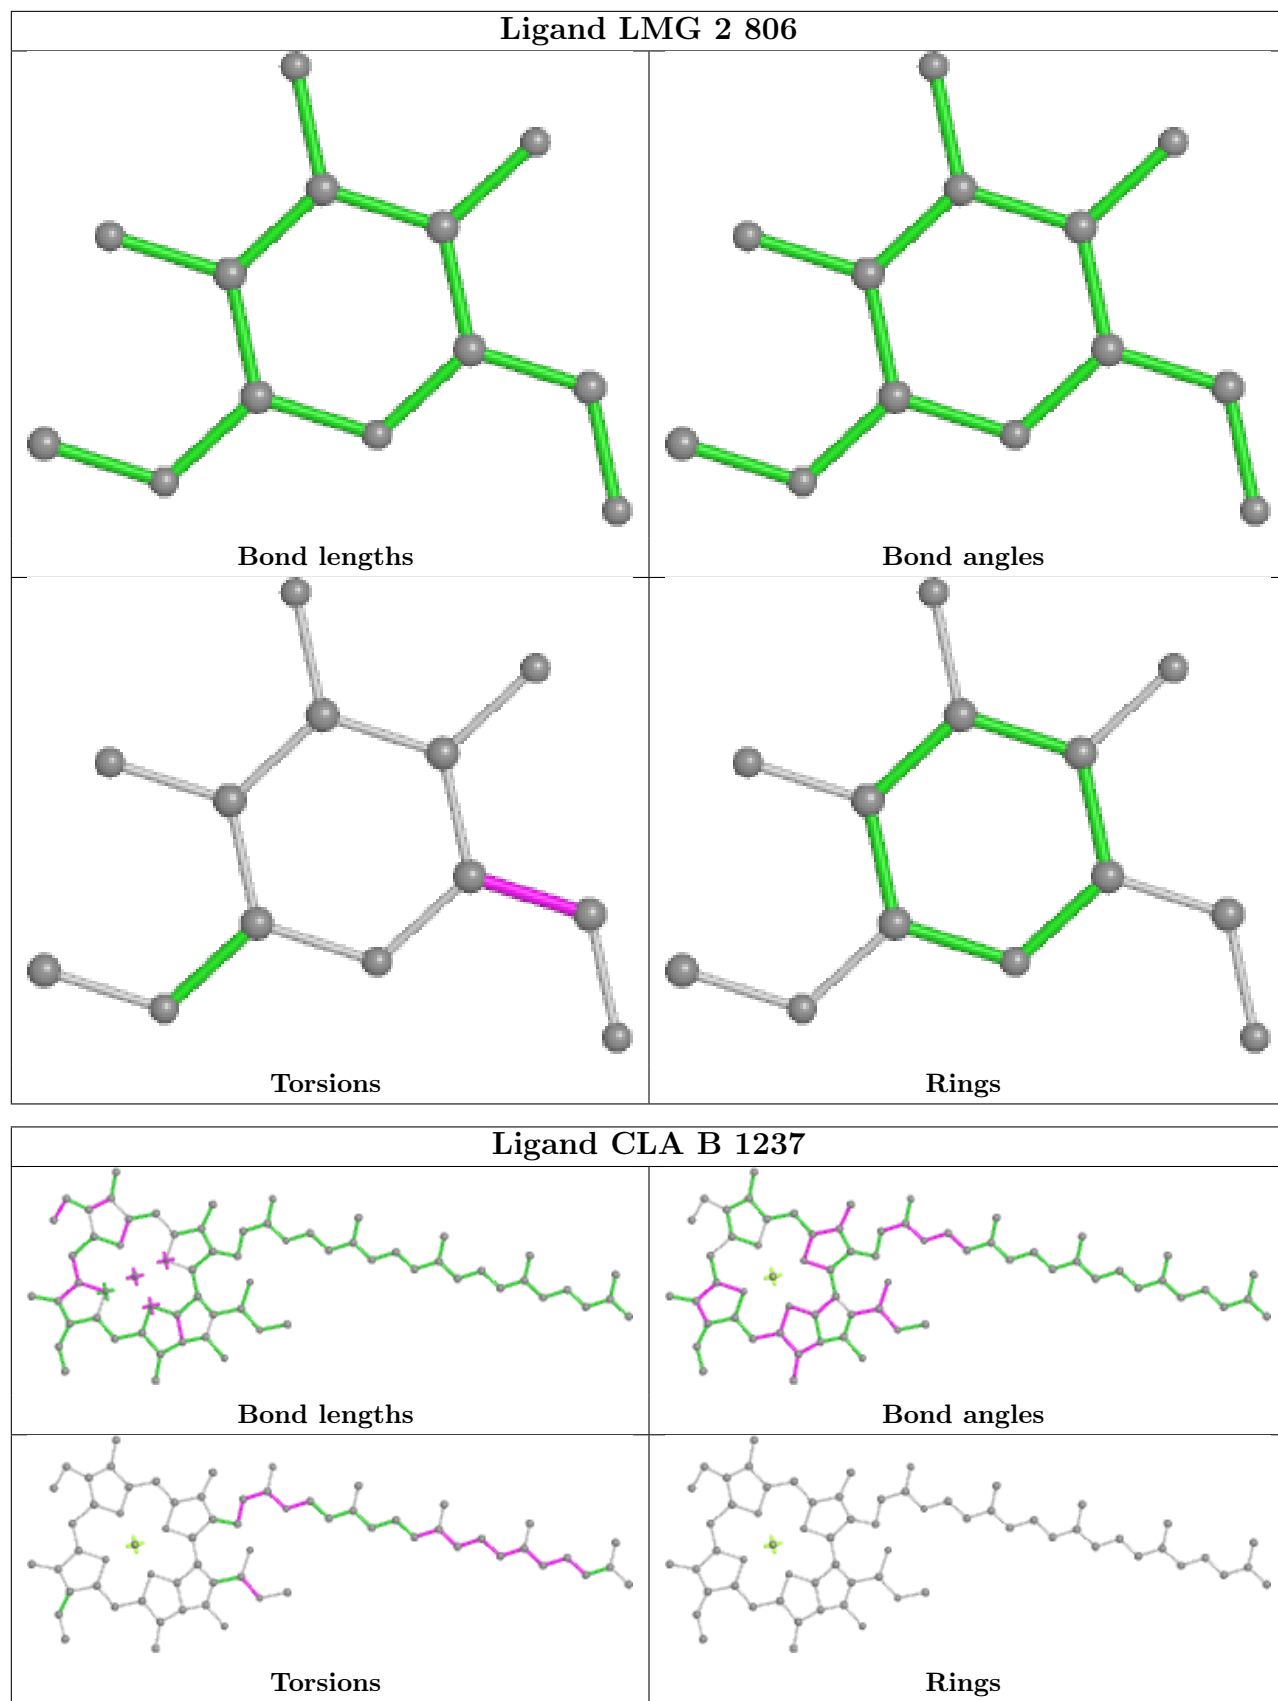 Ligand LMG 2 806
Bond lengths
Bond angles
Torsions
Rings
Ligand CLA B 1237
Bond lengths
Bond angles
Torsions
Rings